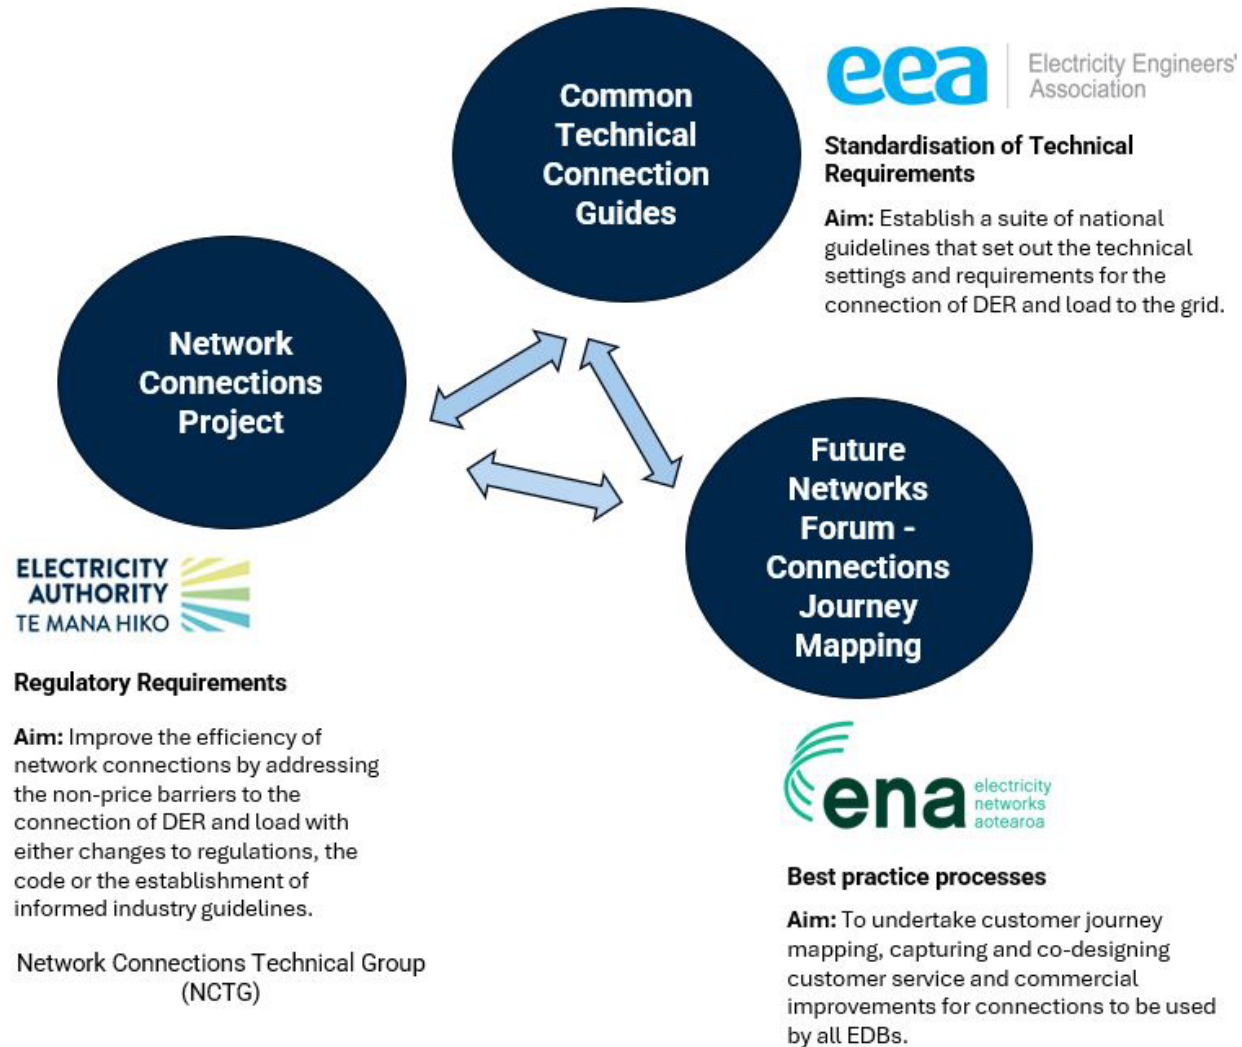 Common
Technical
Connection
Guides
eea
Electricity Engineers'
Association
Standardisation of Technical
Requirements
Aim: Establish a suite of national
guidelines that set out the technical
settings and requirements for the
connection of DER and load to the grid.
Network
Connections
Project
ELECTRICITY
AUTHORITY
TE MANA HIKO
Regulatory Requirements
Aim: Improve the efficiency of
network connections by addressing
the non-price barriers to the
connection of DER and load with
either changes to regulations, the
code or the establishment of
informed industry guidelines.
Network Connections Technical Group
(NCTG)
Future
Networks
Forum -
Connections
Journey
Mapping
ena
electricity
networks
aotearoa
Best practice processes
Aim: To undertake customer journey
mapping, capturing and co-designing
customer service and commercial
improvements for connections to be used
by all EDBs.